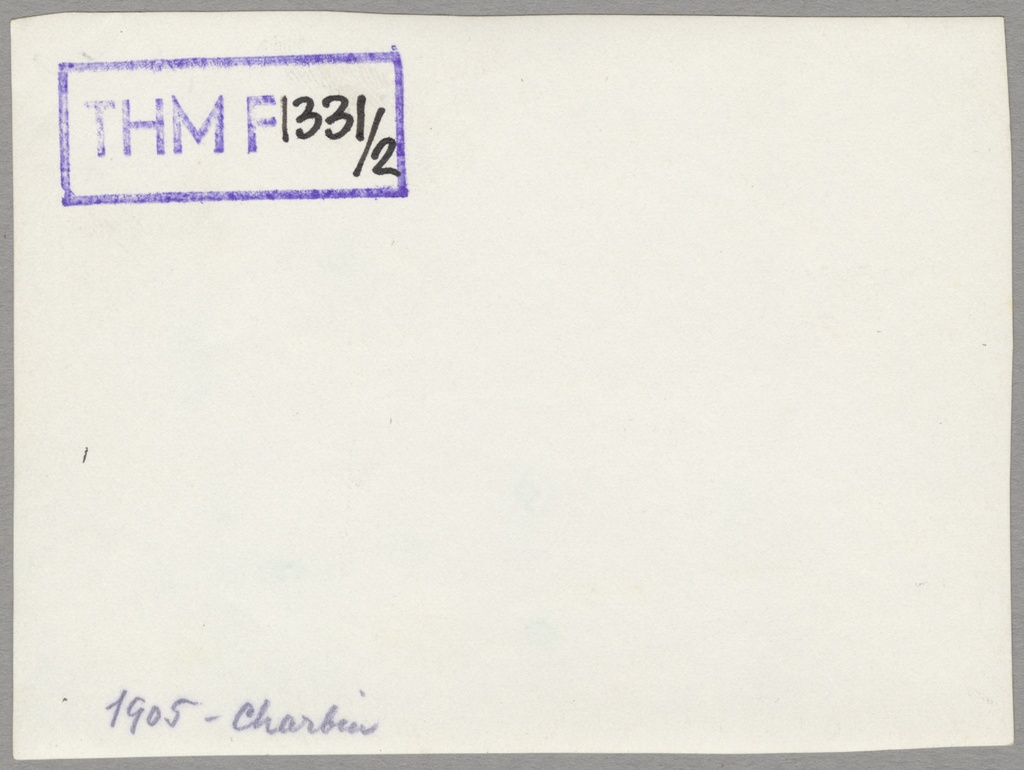 THM F1331/2
1905 - Charbin